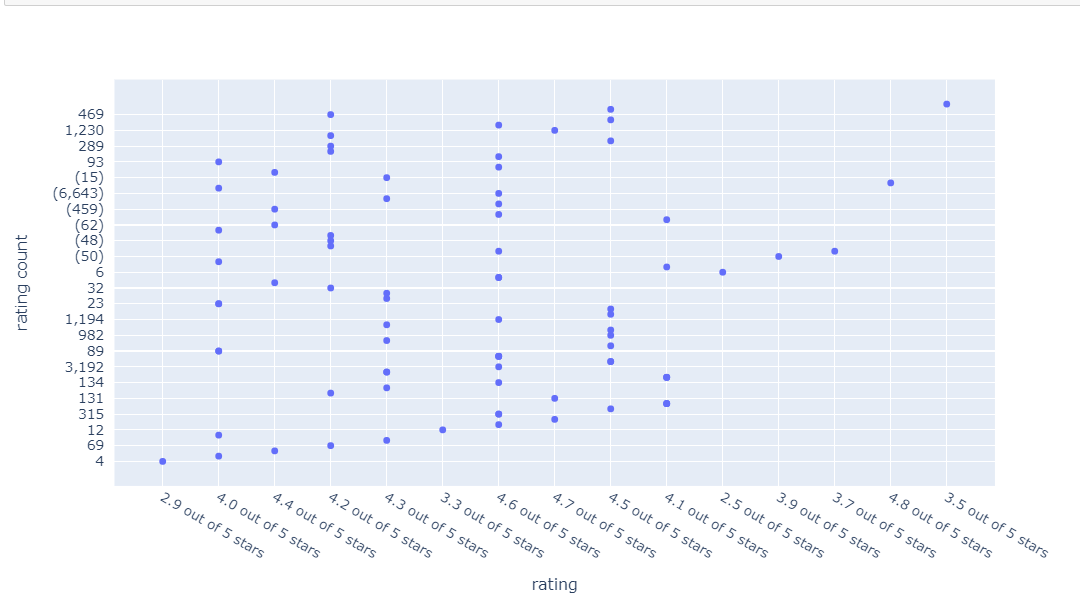 469
1,230
289
93
(15)
(6,643)
(459)
(62)
(48)
(50)
6
32
23
1,194
982
89
3,192
134
131
315
12
69
4
rating count
2.9 out of 5 stars
4.0 out of 5 stars
4.4 out of 5 stars
4.2 out of 5 stars
4.3 out of 5 stars
3.3 out of 5 stars
4.6 out of 5 stars
4.7 out of 5 stars
4.5 out of 5 stars
4.1 out of 5 stars
2.5 out of 5 stars
3.9 out of 5 stars
3.7 out of 5 stars
4.8 out of 5 stars
3.5 out of 5 stars
rating